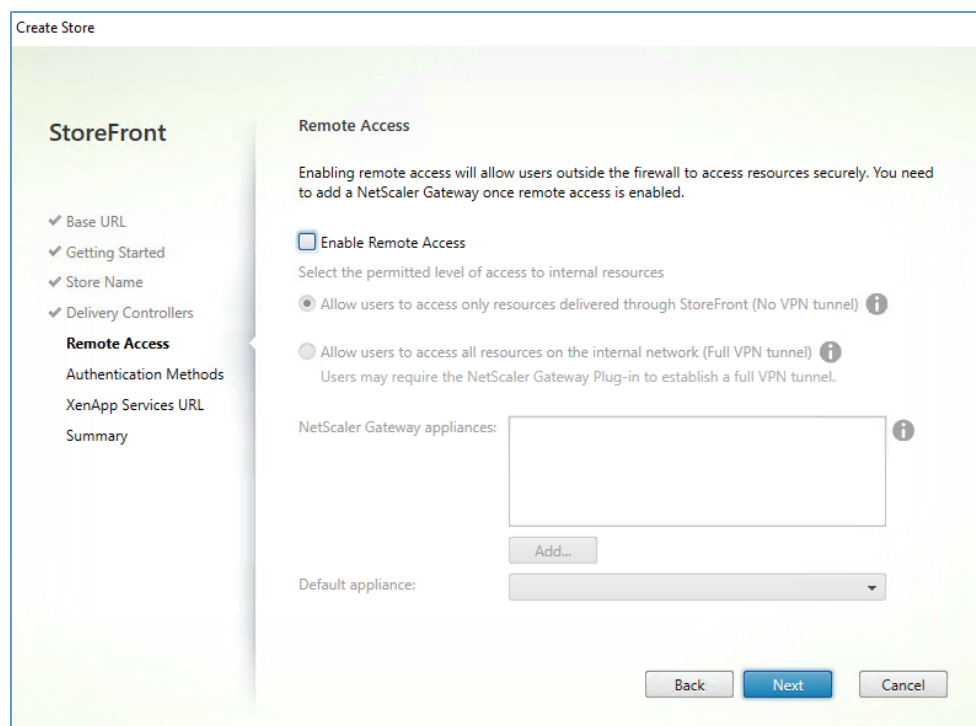 Create Store
StoreFront
Base URL
Getting Started
Store Name
Delivery Controllers
Remote Access
Authentication Methods
XenApp Services URL
Summary
Remote Access
Enabling remote access will allow users outside the firewall to access resources securely. You need
to add a NetScaler Gateway once remote access is enabled.
Enable Remote Access
Select the permitted level of access to internal resources
Allow users to access only resources delivered through StoreFront (No VPN tunnel)
Allow users to access all resources on the internal network (Full VPN tunnel)
Users may require the NetScaler Gateway Plug-in to establish a full VPN tunnel.
NetScaler Gateway appliances:
Add...
Default appliance:
Back Next Cancel